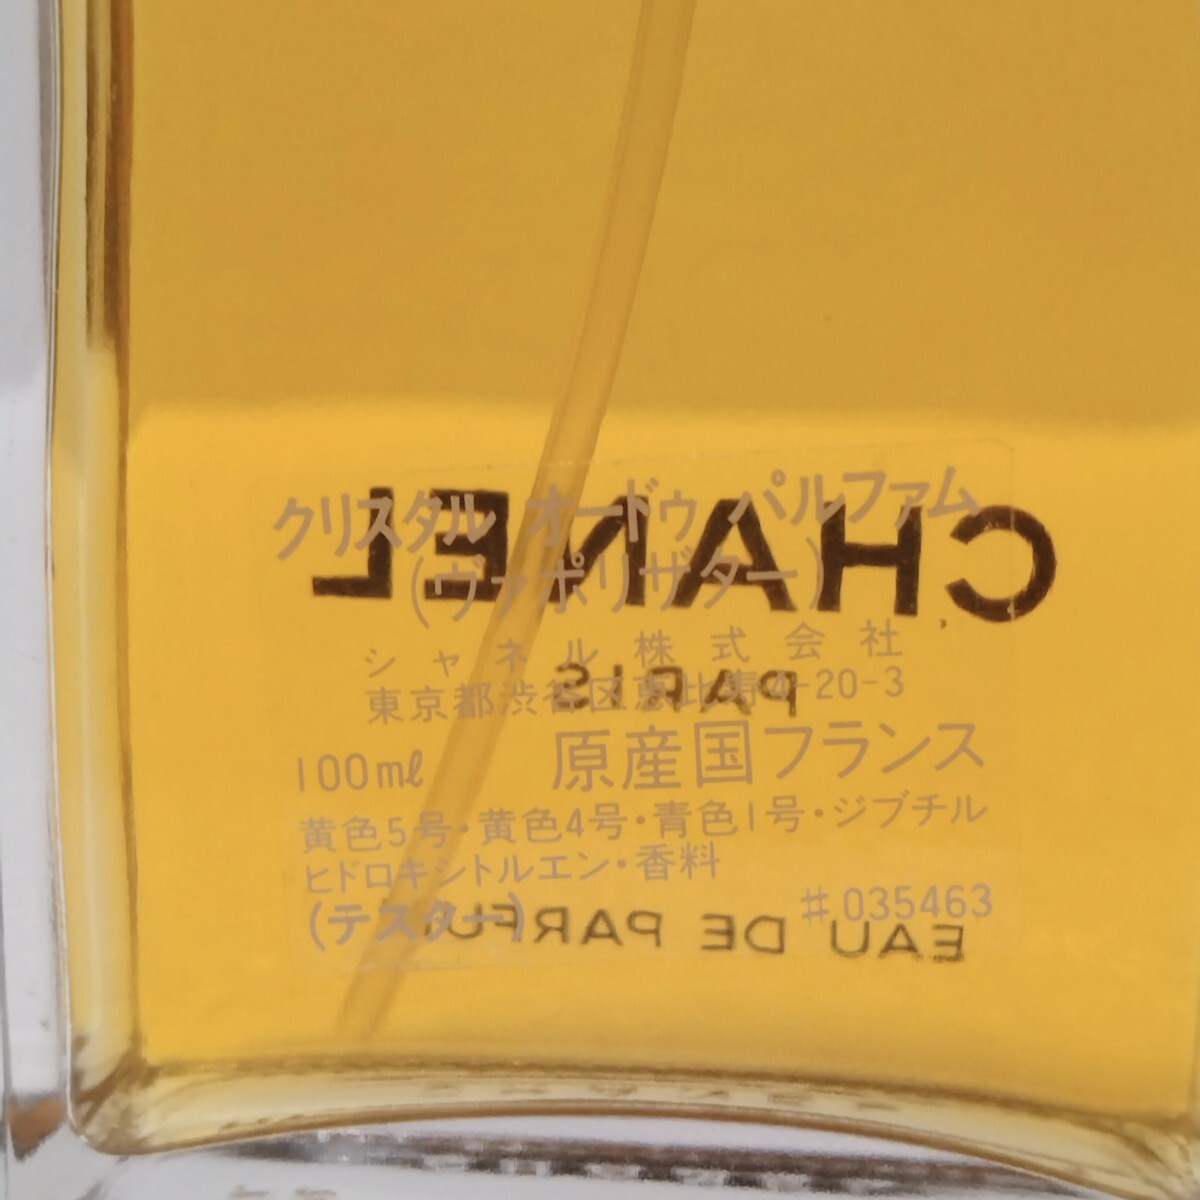 クリスタル オードゥ パルファム
(ヴァポリザター)
CHANEL
シャネル株式会社
PARIS
東京都渋谷区恵比寿4-20-3
100ml 原産国フランス
黄色5号・黄色4号・青色1号・ジブチル
ヒドロキシトルエン・香料
(テスター) #035463
EAU DE PARFUM